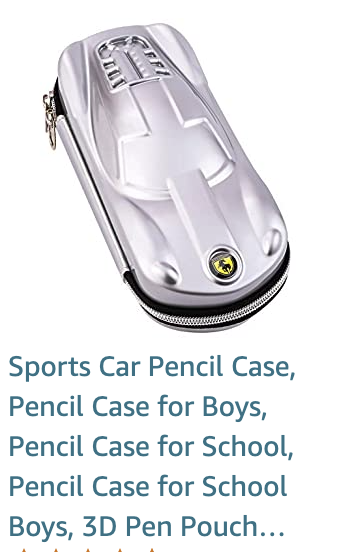 Sports Car Pencil Case,
Pencil Case for Boys,
Pencil Case for School,
Pencil Case for School
Boys, 3D Pen Pouch...